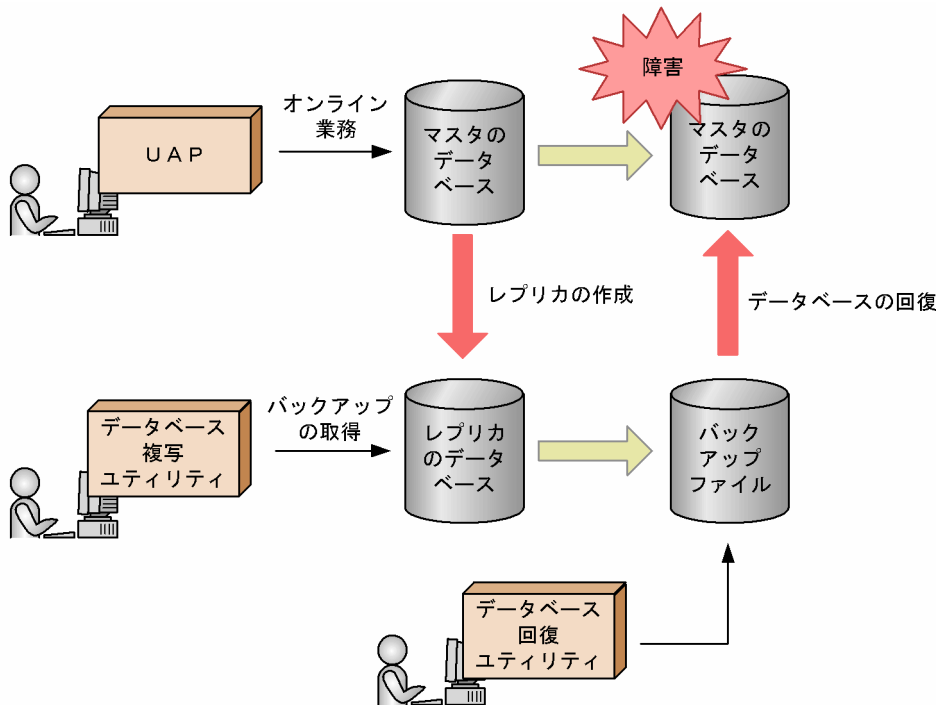 障害
オンライン
業務
UAP
マスタの
データ
ベース
マスタの
データ
ベース
レプリカの作成
データベースの回復
バックアップ
の取得
データベース
複写
ユティリティ
レプリカ
のデータ
ベース
バック
アップ
ファイル
データベース
回復
ユティリティ